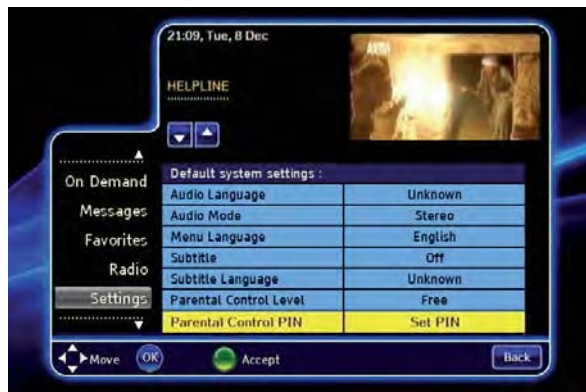 21:09, Tue, 8 Dec
HELPLINE
On Demand
Messages
Favorites
Radio
Settings
Default system settings :
Audio Language Unknown
Audio Mode Stereo
Menu Language English
Subtitle Off
Subtitle Language Unknown
Parental Control Level Free
Parental Control PIN Set PIN
Move OK Accept Back